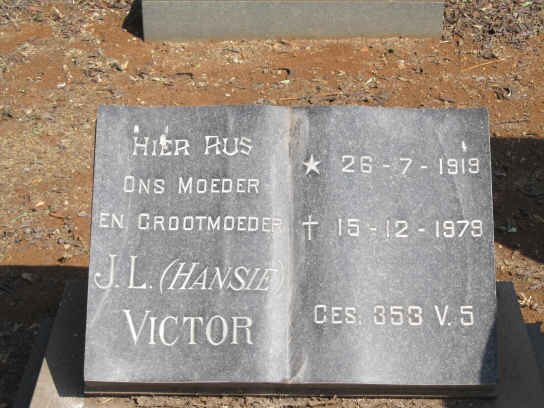 HIER RUS
ONS MOEDER
EN GROOTMOEDER
J.L. (HANSIE)
VICTOR
★ 26-7-1919
† 15-12-1979
GES. 353 V. 5